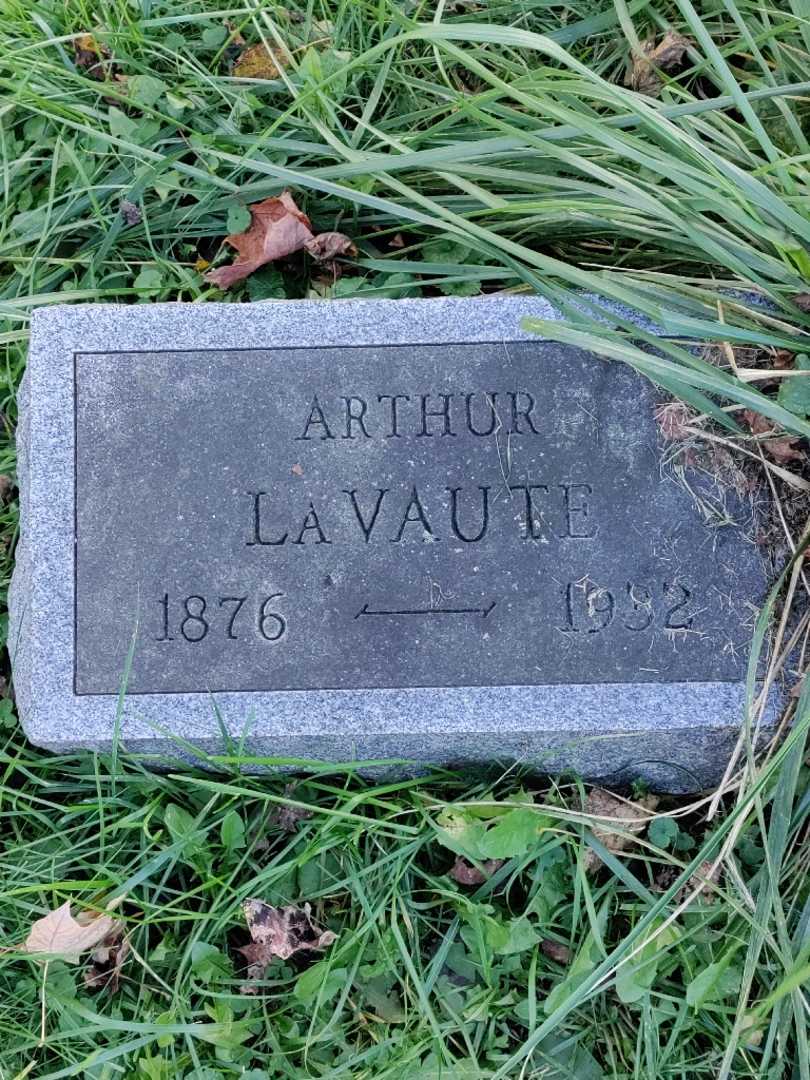 ARTHUR
LAVAUTE
1876 — 1932